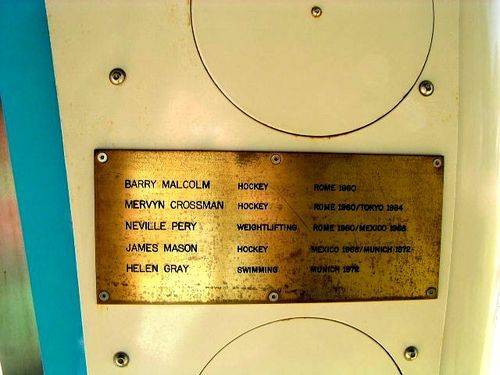 BARRY MALCOLM HOCKEY ROME 1960
MERVYN CROSSMAN HOCKEY ROME 1960/TOKYO 1964
NEVILLE PERY WEIGHTLIFTING ROME 1960/MEXICO 1968
JAMES MASON HOCKEY MEXICO 1968/MUNICH 1972
HELEN GRAY SWIMMING MUNICH 1972